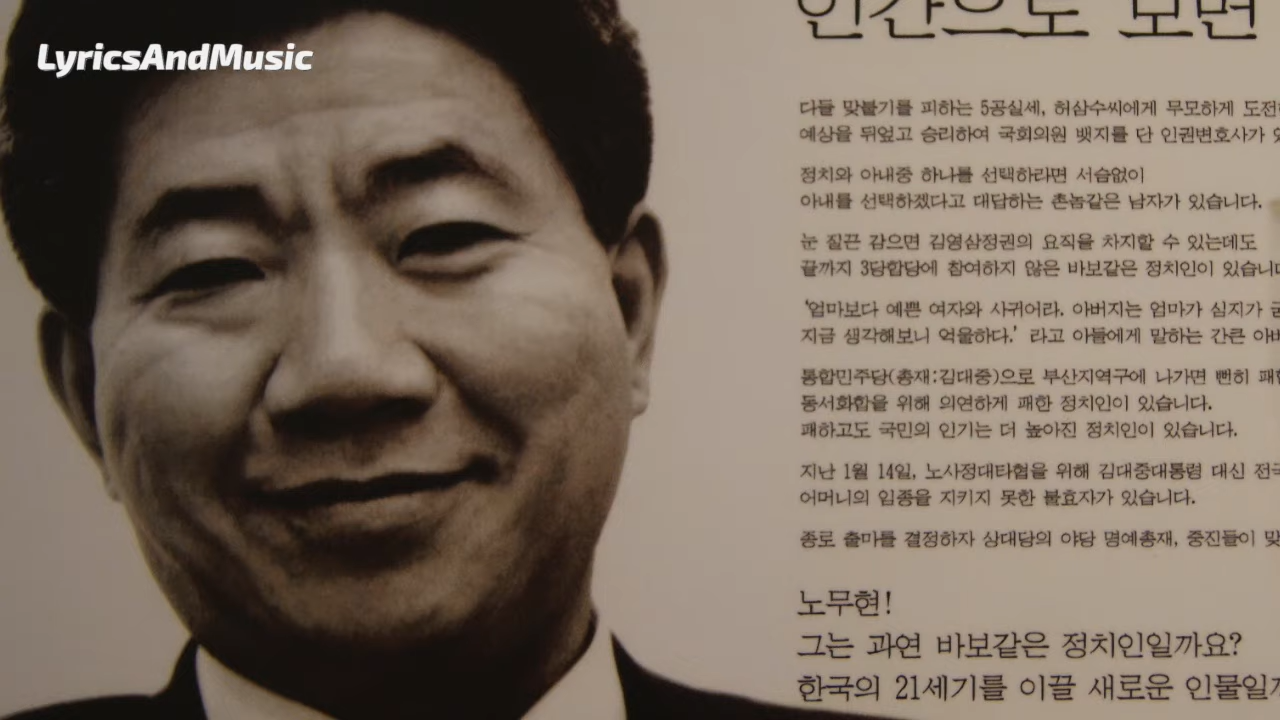 LyricsAndMusic
인간으로 보면
다들 맞붙기를 피하는 5공실세, 허삼수씨에게 무모하게 도전
예상을 뒤엎고 승리하여 국회의원 뱃지를 단 인권변호사가
정치와 아내중 하나를 선택하라면 서슴없이
아내를 선택하겠다고 대답하는 촌놈같은 남자가 있습니다.
눈 질끈 감으면 김영삼정권의 요직을 차지할 수 있는데도
끝까지 3당합당에 참여하지 않은 바보같은 정치인이 있습니다
'엄마보다 예쁜 여자와 사귀어라. 아버지는 엄마가 심지가
지금 생각해보니 억울하다.' 라고 아들에게 말하는 간큰
통합민주당(총재:김대중)으로 부산지역구에 나가면 뻔히
동서화합을 위해 의연하게 패한 정치인이 있습니다.
패하고도 국민의 인기는 더 높아진 정치인이 있습니다.
지난 1월 14일, 노사정대타협을 위해 김대중대통령 대신
어머니의 임종을 지키지 못한 불효자가 있습니다.
종로 출마를 결정하자 상대당의 야당 명예총재, 중진들이
노무현!
그는 과연 바보같은 정치인일까요?
한국의 21세기를 이끌 새로운 인물일까